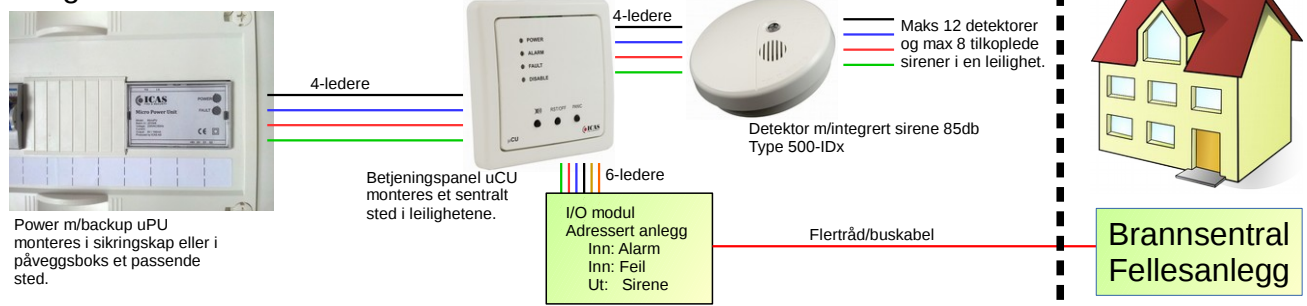 4-ledere
ICAS
Micro Power Unit
POWER
FAULT
CE
Power m/backup uPU
monteres i sikringskap eller i
påveggsboks et passende
sted.
POWER
ALARM
FAULT
DISABLE
ICAS
uCU
Betjeningspanel uCU
monteres et sentralt
sted i leilighetene.
4-ledere
Detektor m/integrert sirene 85db
Type 500-IDx
Maks 12 detektorer
og max 8 tilkoplede
sirener i en leilighet.
6-ledere
I/O modul
Adressert anlegg
Inn: Alarm
Inn: Feil
Ut: Sirene
Flertråd/buskabel
Brannsentral
Fellesanlegg